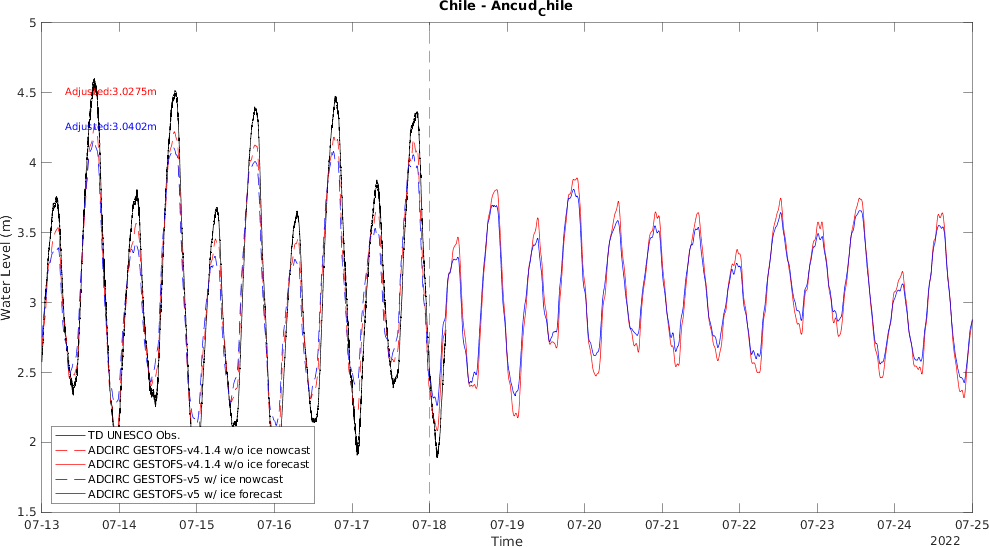 Chile - Ancud_Chile
5
4.5
4
3.5
3
2.5
2
1.5
Water Level (m)
Adjusted:3.0275m
Adjusted:3.0402m
TD UNESCO Obs.
ADCIRC GESTOFS-v4.1.4 w/o ice nowcast
ADCIRC GESTOFS-v4.1.4 w/o ice forecast
ADCIRC GESTOFS-v5 w/ ice nowcast
ADCIRC GESTOFS-v5 w/ ice forecast
07-13 07-14 07-15 07-16 07-17 07-18 07-19 07-20 07-21 07-22 07-23 07-24 07-25
Time
2022